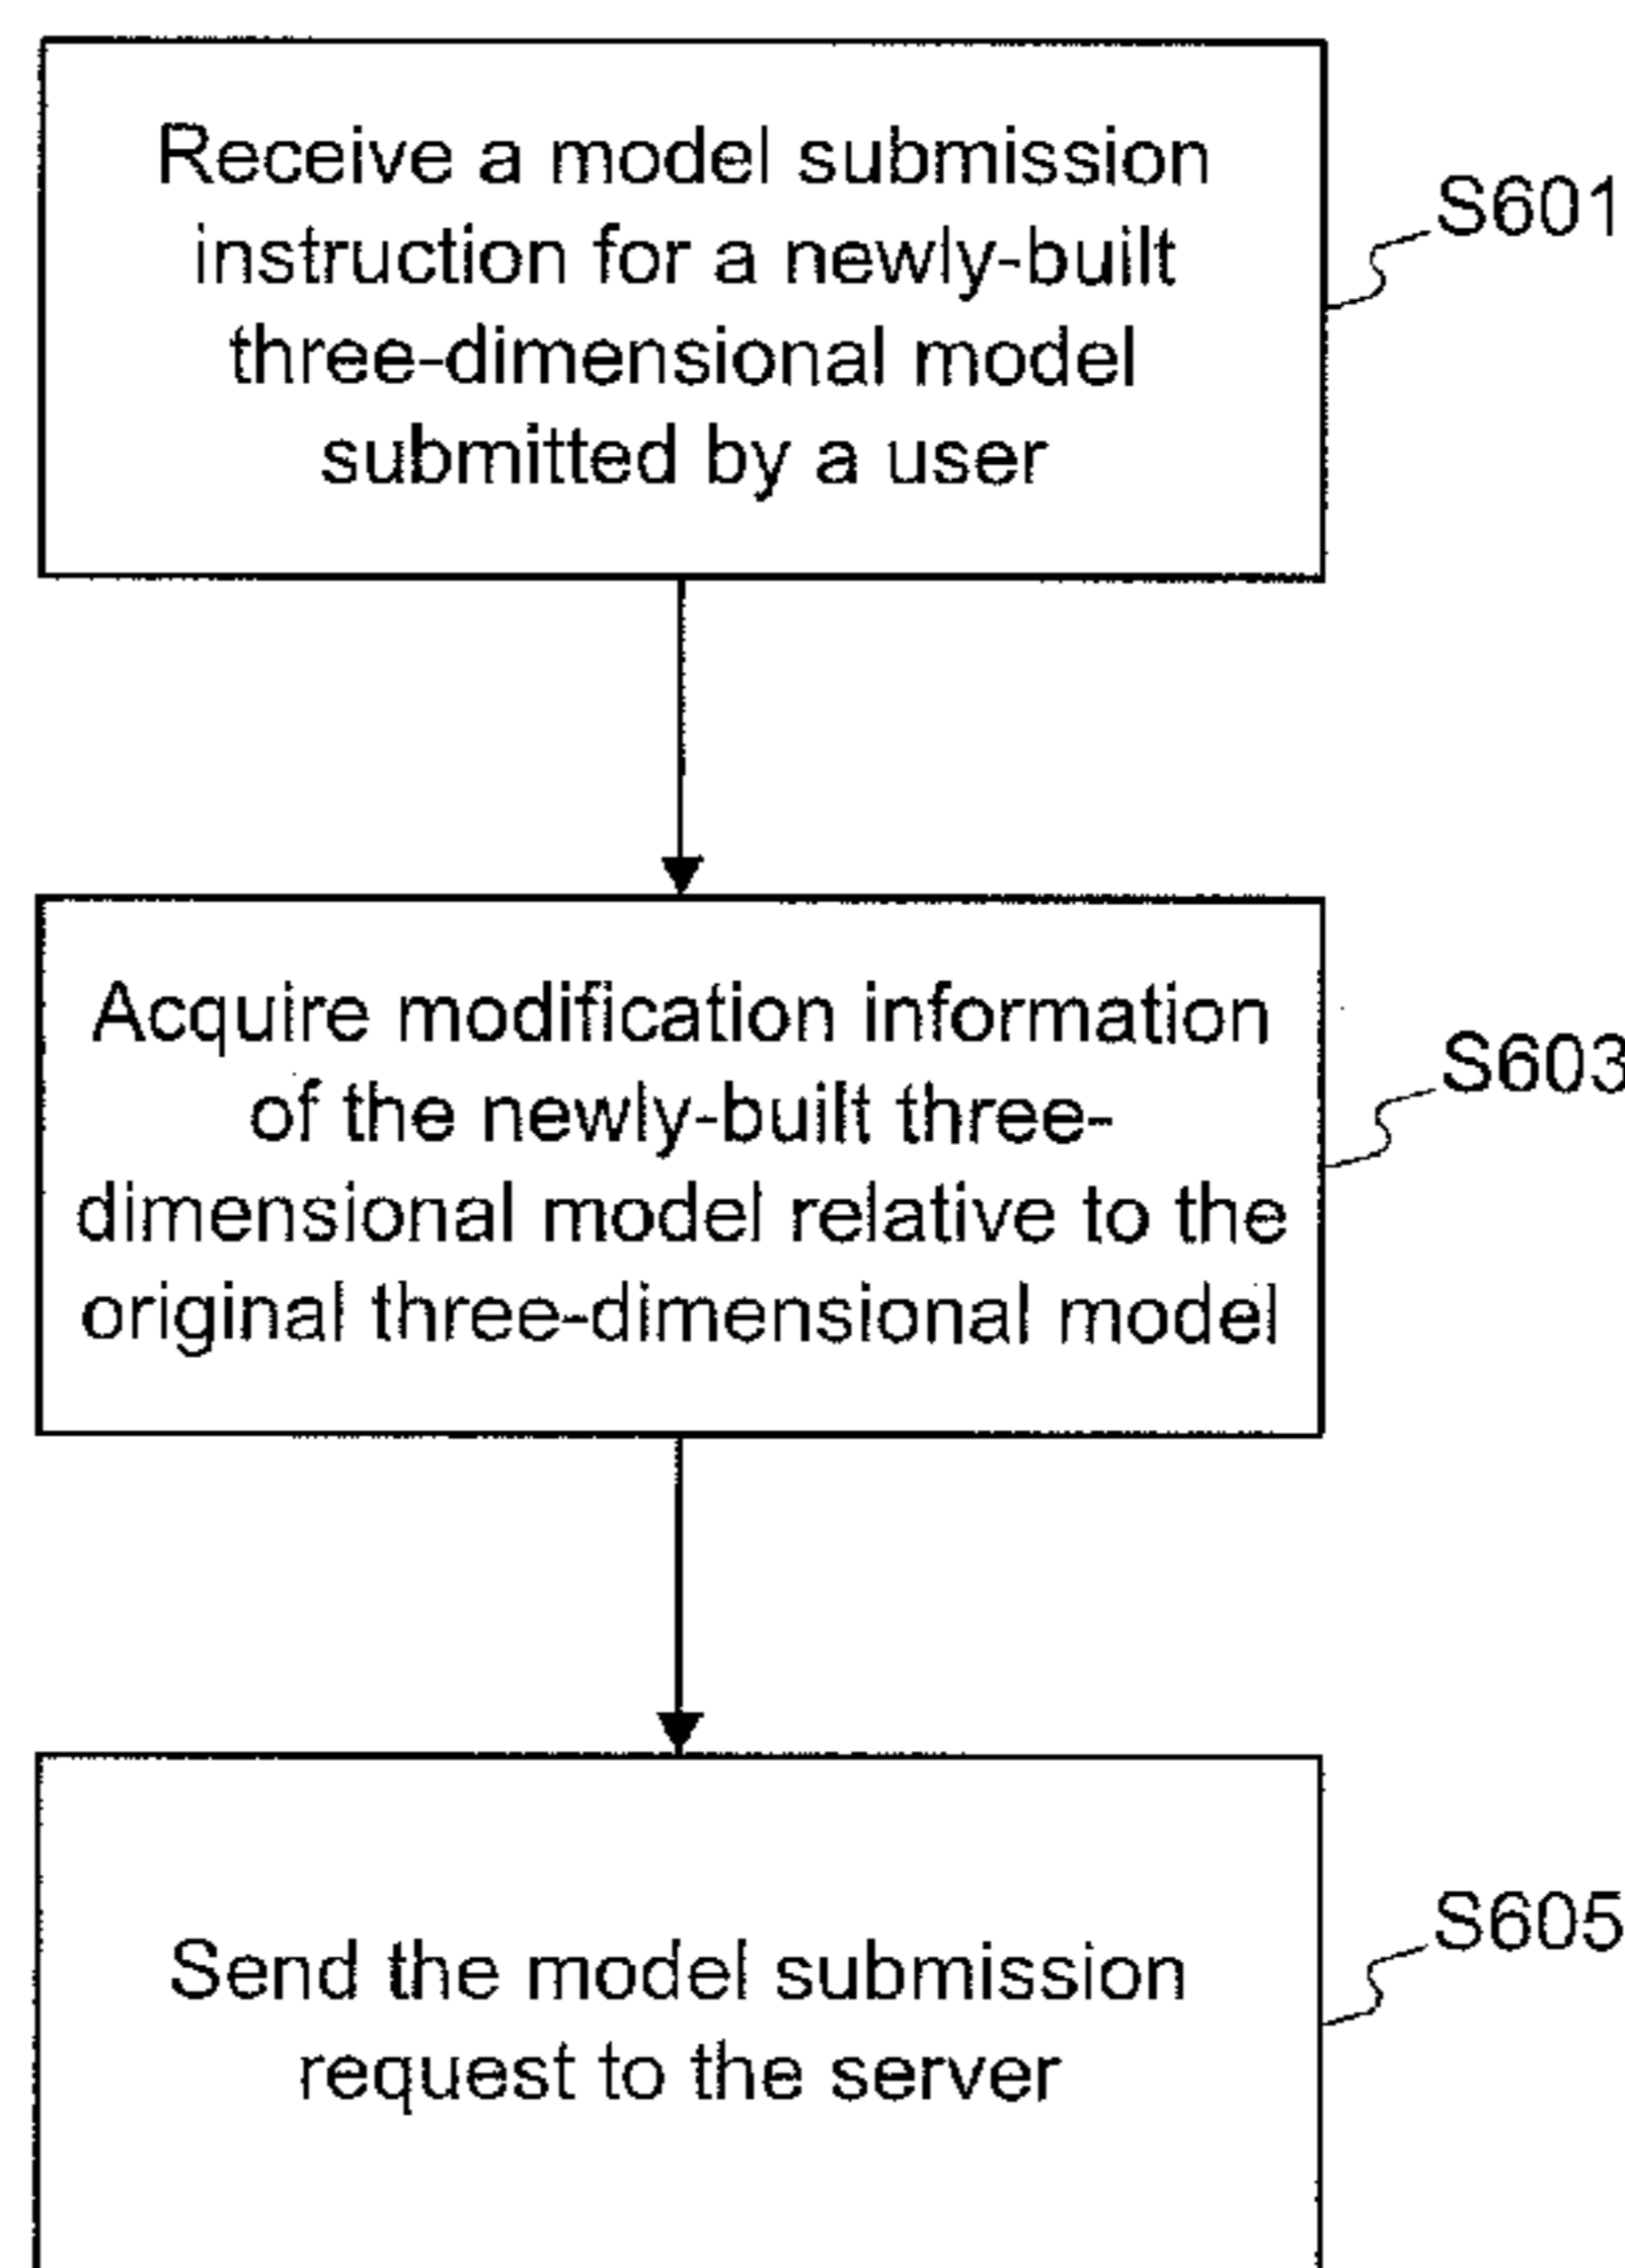 Receive a model submission
instruction for a newly-built
three-dimensional model
submitted by a user
S601
Acquire modification information
of the newly-built three-
dimensional model relative to the
original three-dimensional model
S603
Send the model submission
request to the server
S605